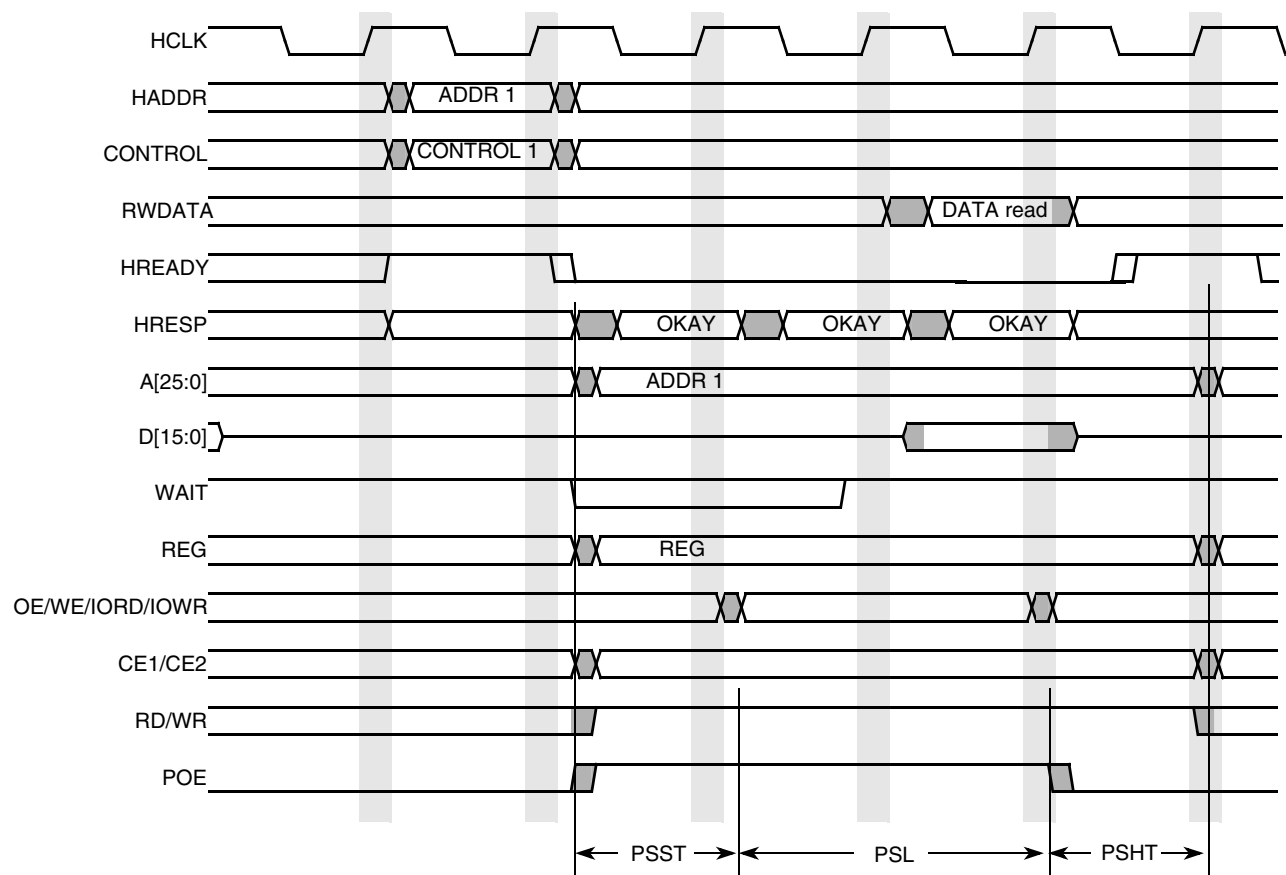 HCLK
HADDR ADDR 1
CONTROL CONTROL 1
RWDATA DATA read
HREADY
HRESP OKAY OKAY OKAY
A[25:0] ADDR 1
D[15:0]
WAIT
REG REG
OE/WE/IORD/IOWR
CE1/CE2
RD/WR
POE
PSST PSL PSHT